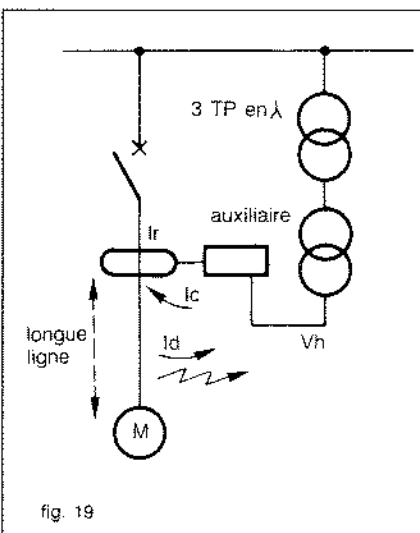 3 TP en ⅄
auxiliaire
Ir
Ic
longue
ligne
Id
Vh
M
fig. 19